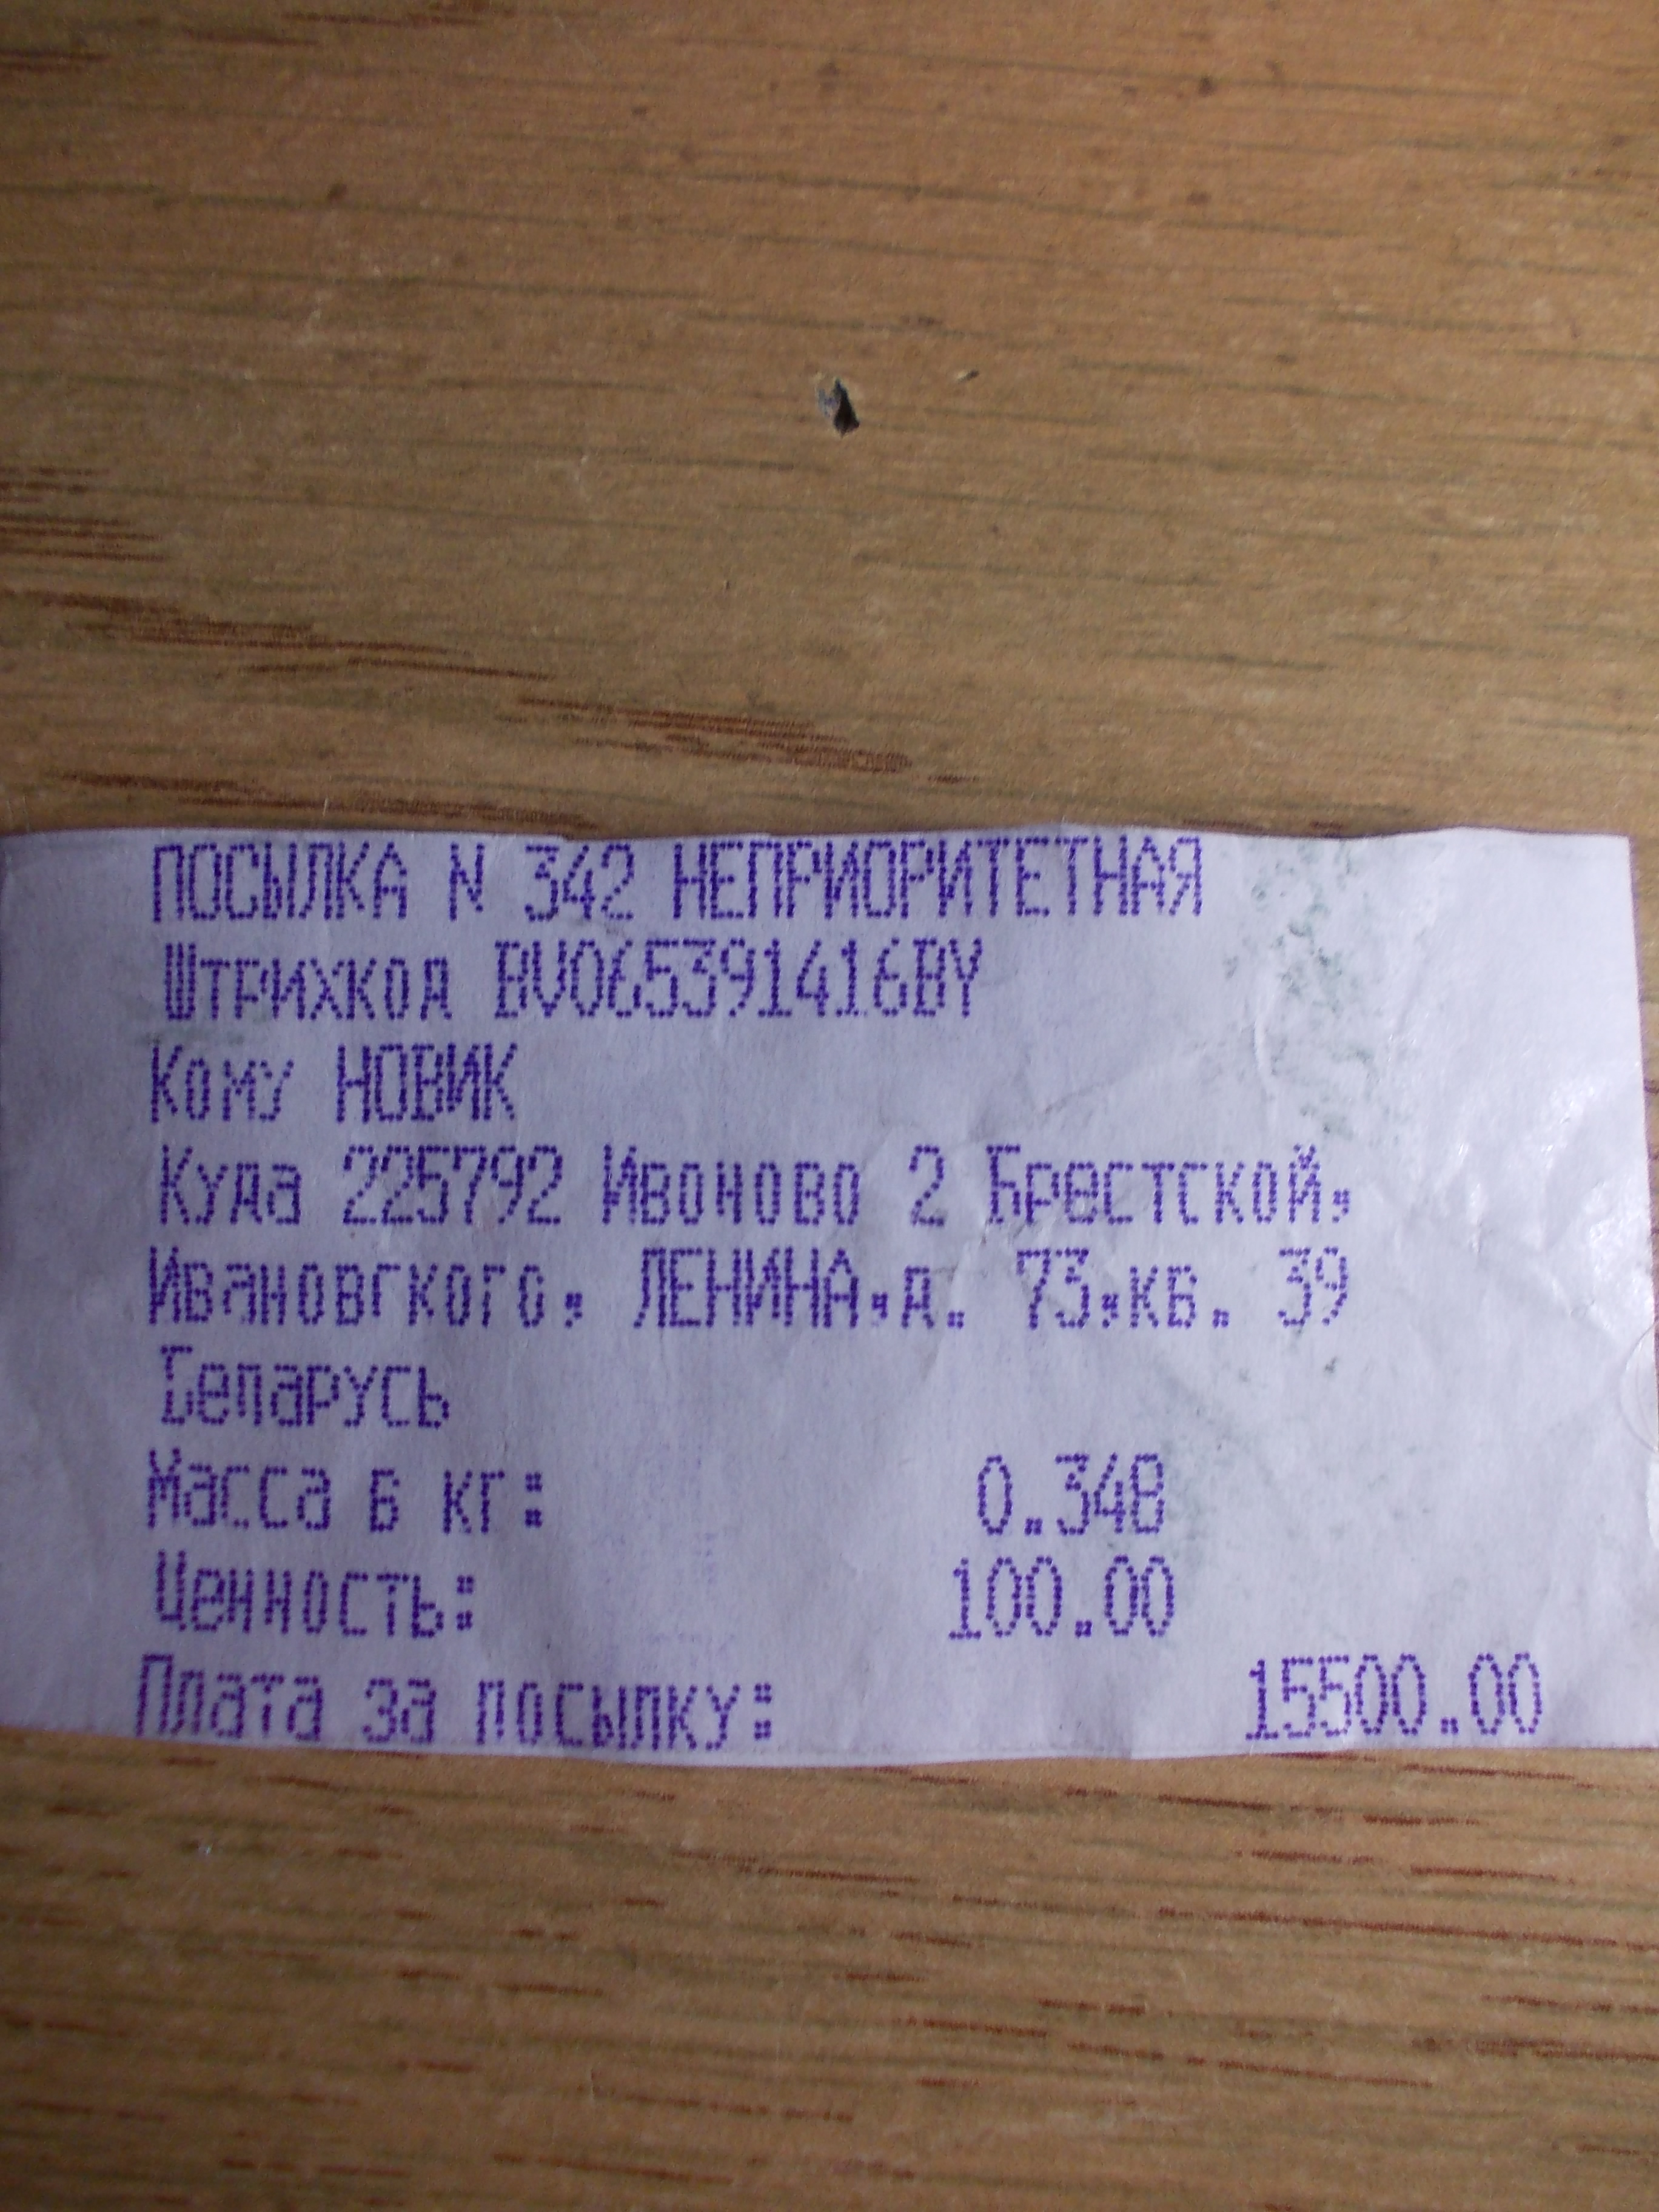 ПОСЫЛКА N 342 НЕПРИОРИТЕТНАЯ
Штрихкод BV065391416BY
Кому НОВИК
Куда 225792 Ивоново 2 Брестской,
Ивановгкого, ЛЕНИНА,д. 73,кв. 39
Беларусь
Масса в кг: 0.348
Ценность: 100.00
Плата за посылку: 15500.00